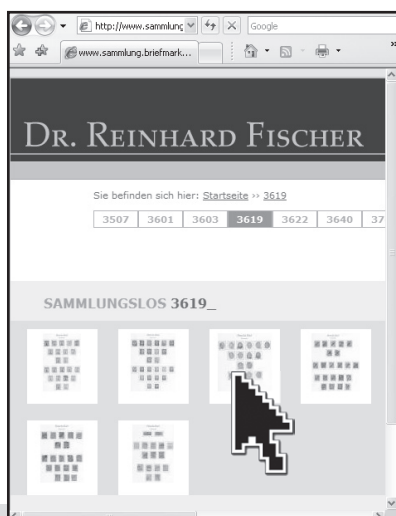 http://www.sammlung
Google
www.sammlung.briefmark...
DR. REINHARD FISCHER
Sie befinden sich hier: Startseite ›› 3619
3507 3601 3603 3619 3622 3640 37
SAMMLUNGSLOS 3619_